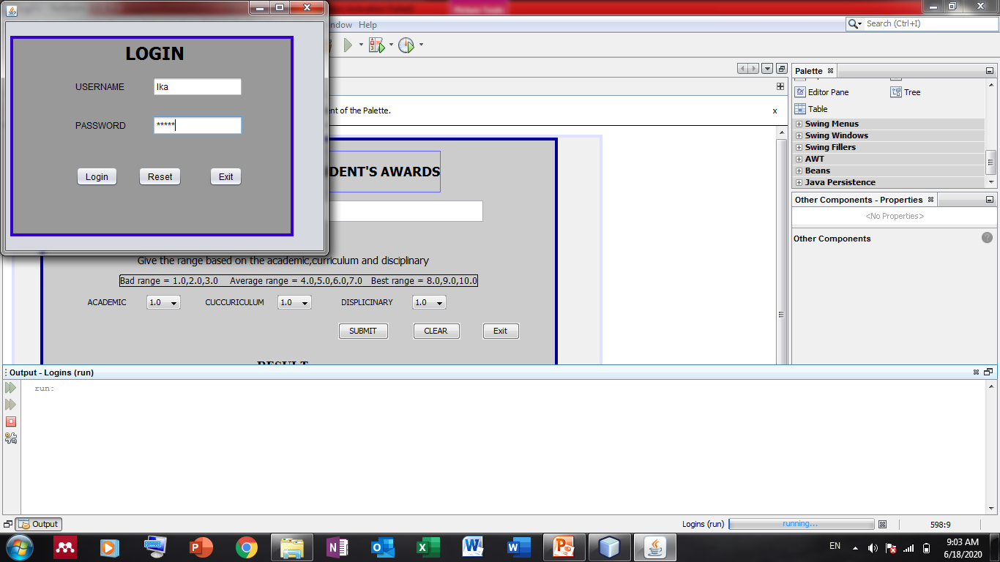 LOGIN
USERNAME Ika
PASSWORD *****
Login Reset Exit
Help
Search (Ctrl+I)
ent of the Palette. x
DENT'S AWARDS
Give the range based on the academic,curriculum and disciplinary
Bad range = 1.0,2.0,3.0 Average range = 4.0,5.0,6.0,7.0 Best range = 8.0,9.0,10.0
ACADEMIC 1.0 CUCCURICULUM 1.0 DISPLICINARY 1.0
SUBMIT CLEAR Exit
RESULT
Palette
Editor Pane Tree
Table
Swing Menus
Swing Windows
Swing Fillers
AWT
Beans
Java Persistence
Other Components - Properties
<No Properties>
Other Components
Output - Logins (run)
run:
Output
Logins (run) running... 598:9
EN 9:03 AM
6/18/2020